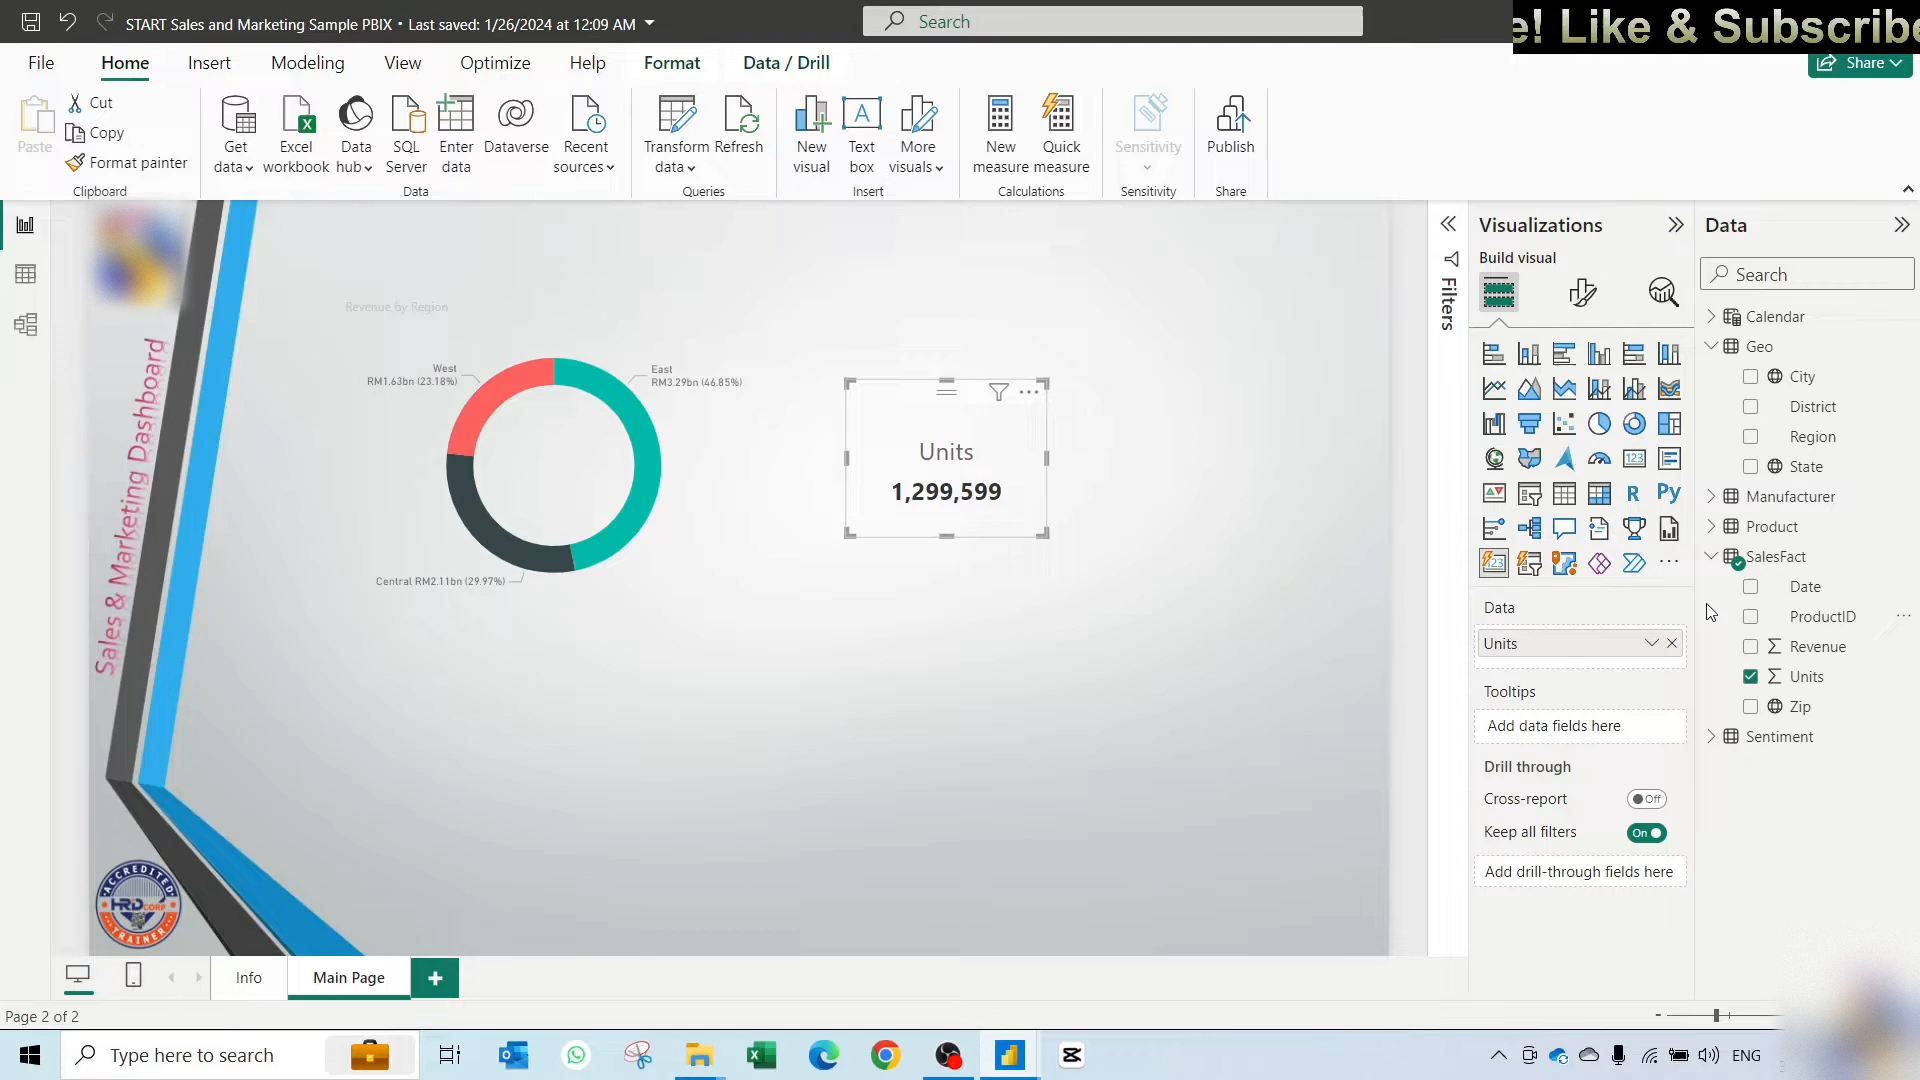 START Sales and Marketing Sample PBIX • Last saved: 1/26/2024 at 12:09 AM
Search
e! Like & Subscribe
File
Home
Insert
Modeling
View
Optimize
Help
Format
Data / Drill
Share
Paste
Cut
Copy
Format painter
Clipboard
Get data
Excel workbook
Data hub
SQL Server
Enter data
Dataverse
Recent sources
Data
Transform data
Refresh
Queries
New visual
A
Text box
More visuals
Insert
New measure
Quick measure
Calculations
Sensitivity
Sensitivity
Publish
Share
Sales & Marketing Dashboard
Revenue by Region
West
RM1.63bn (23.18%)
East
RM3.29bn (46.85%)
Central RM2.11bn (29.97%)
Units
1,299,599
ACCREDITED
HRD CORP
TRAINER
Filters
Visualizations
Build visual
123
R
Py
123
Data
Units
Tooltips
Add data fields here
Drill through
Cross-report
Off
Keep all filters
On
Add drill-through fields here
Data
Search
Calendar
Geo
City
District
Region
State
Manufacturer
Product
SalesFact
Date
ProductID
Revenue
Units
Zip
Sentiment
Info
Main Page
Page 2 of 2
Type here to search
ENG